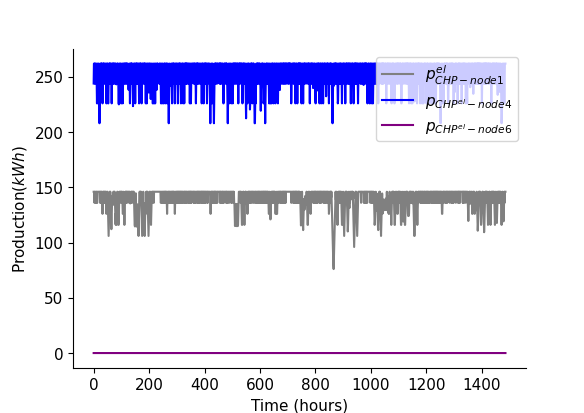 250
200
150
100
50
0
Production(kWh)
p^{el}_{CHP-node1}
p_{CHP^{el}-node4}
p_{CHP^{el}-node6}
0 200 400 600 800 1000 1200 1400
Time (hours)